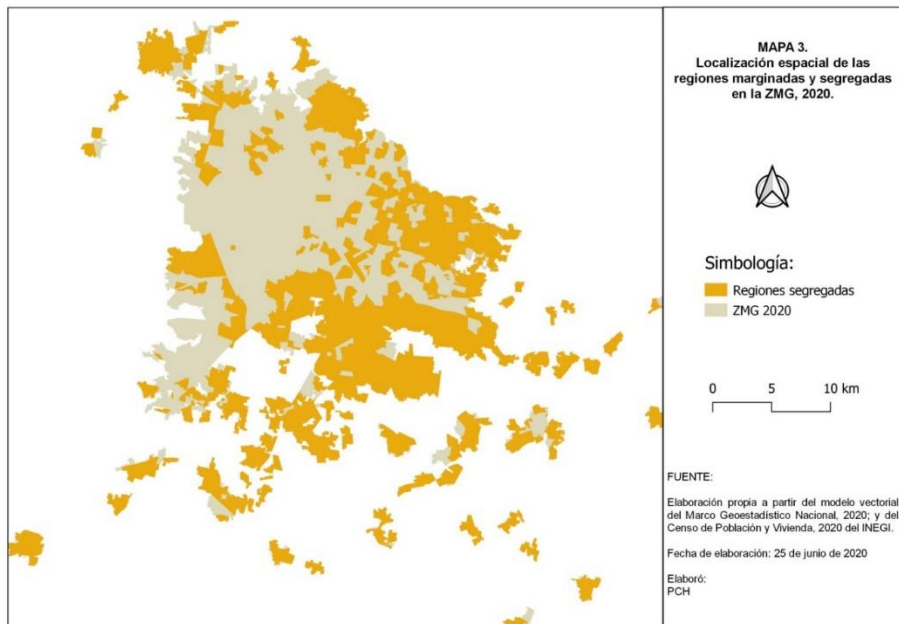 MAPA 3.
Localización espacial de las
regiones marginadas y segregadas
en la ZMG, 2020.
Simbología:
Regiones segregadas
ZMG 2020
0 5 10 km
FUENTE:
Elaboración propia a partir del modelo vectorial
del Marco Geoestadístico Nacional, 2020; y del
Censo de Población y Vivienda, 2020 del INEGI.
Fecha de elaboración: 25 de junio de 2020
Elaboró:
PCH